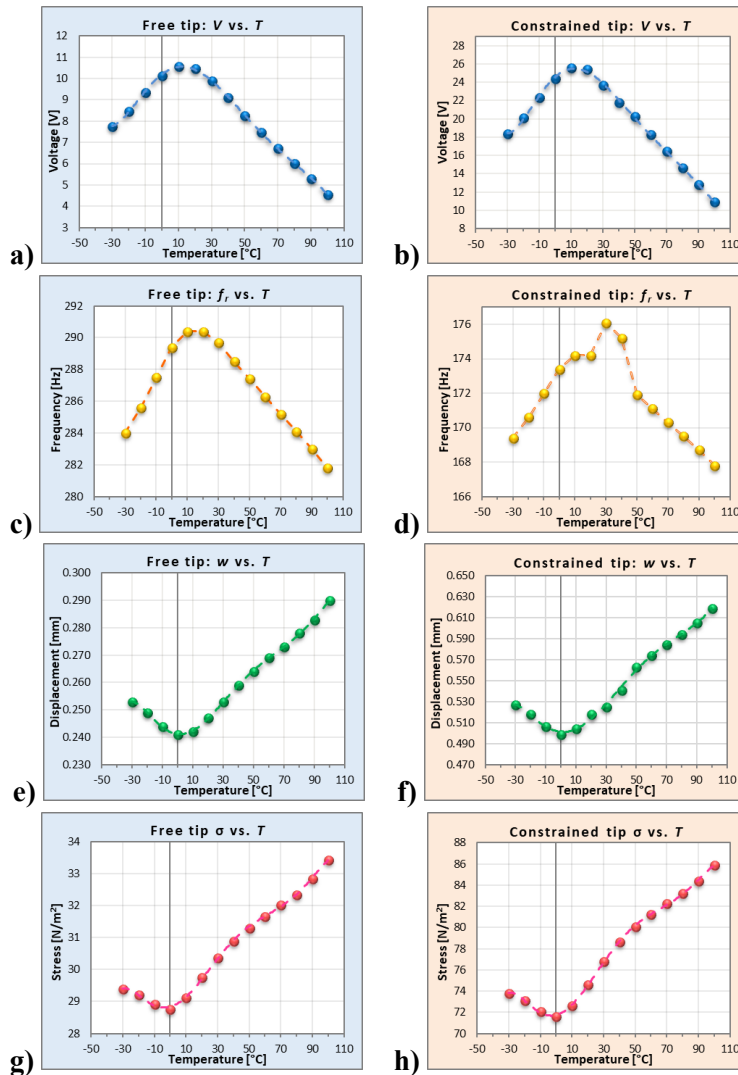 Free tip: V vs. T
Voltage [V]
12
11
10
9
8
7
6
5
4
3
-50 -30 -10 10 30 50 70 90 110
Temperature [°C]
a)
Constrained tip: V vs. T
Voltage [V]
28
26
24
22
20
18
16
14
12
10
8
-50 -30 -10 10 30 50 70 90 110
Temperature [°C]
b)
Free tip: fr vs. T
Frequency [Hz]
292
290
288
286
284
282
280
-50 -30 -10 10 30 50 70 90 110
Temperature [°C]
c)
Constrained tip: fr vs. T
Frequency [Hz]
176
174
172
170
168
166
-50 -30 -10 10 30 50 70 90 110
Temperature [°C]
d)
Free tip: w vs. T
Displacement [mm]
0.300
0.290
0.280
0.270
0.260
0.250
0.240
0.230
-50 -30 -10 10 30 50 70 90 110
Temperature [°C]
e)
Constrained tip: w vs. T
Displacement [mm]
0.650
0.630
0.610
0.590
0.570
0.550
0.530
0.510
0.490
0.470
-50 -30 -10 10 30 50 70 90 110
Temperature [°C]
f)
Free tip σ vs. T
Stress [N/m²]
34
33
32
31
30
29
28
-50 -30 -10 10 30 50 70 90 110
Temperature [°C]
g)
Constrained tip σ vs. T
Stress [N/m²]
88
86
84
82
80
78
76
74
72
70
-50 -30 -10 10 30 50 70 90 110
Temperature [°C]
h)